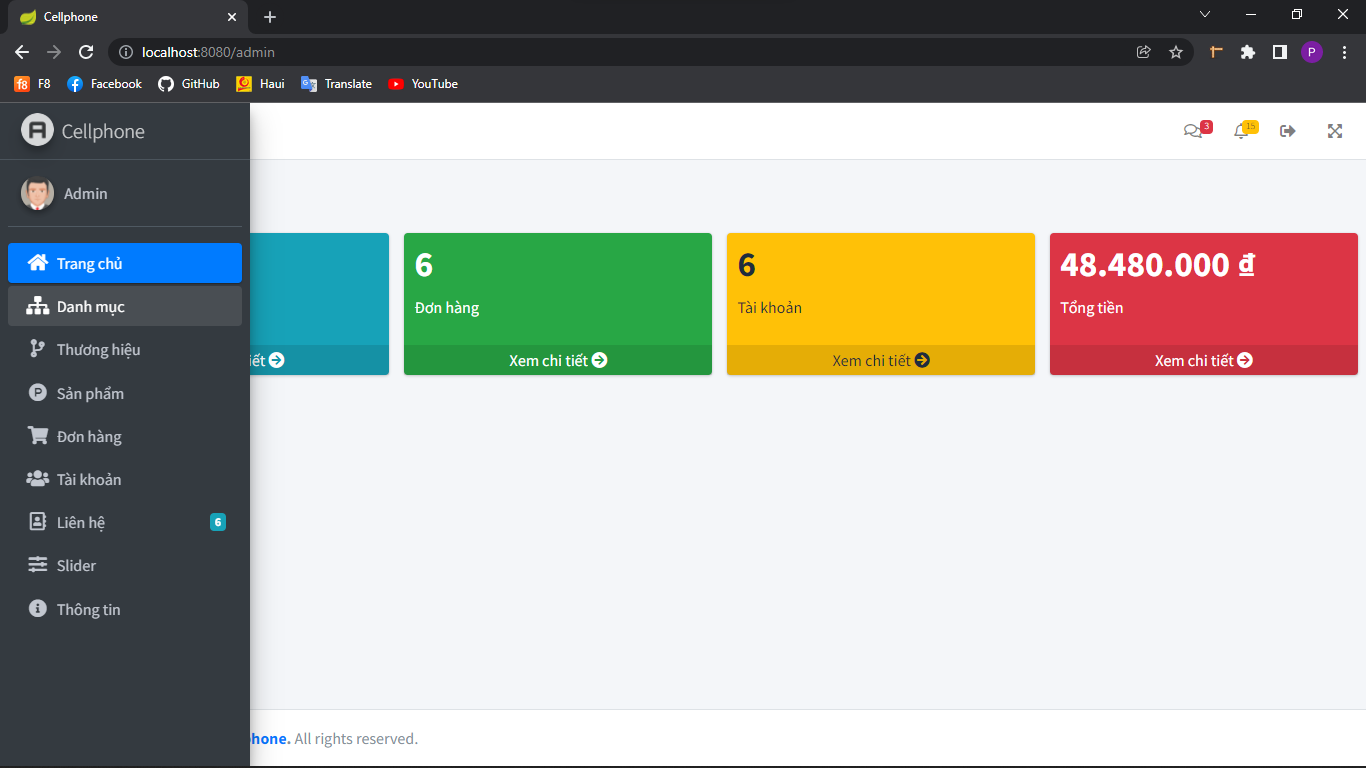 Cellphone
localhost:8080/admin
F8
Facebook
GitHub
Haui
Translate
YouTube
P
Cellphone
3
15
Admin
Trang chủ
Danh mục
Thương hiệu
Sản phẩm
Đơn hàng
Tài khoản
Liên hệ 6
Slider
Thông tin
6
Đơn hàng
Xem chi tiết
6
Tài khoản
Xem chi tiết
48.480.000 ₫
Tổng tiền
Xem chi tiết
All rights reserved.